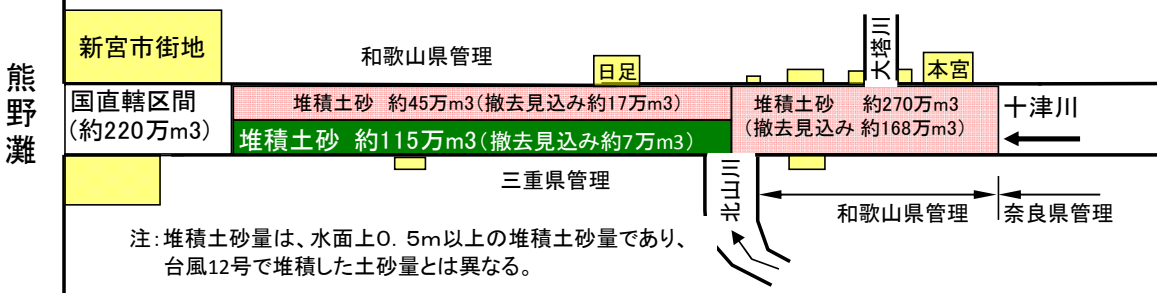 熊野灘
新宮市街地
和歌山県管理
日足
大塔川
本宮
国直轄区間
(約220万m3)
堆積土砂 約45万m3(撤去見込み約17万m3)
堆積土砂 約115万m3(撤去見込み約7万m3)
堆積土砂 約270万m3
(撤去見込み 約168万m3)
十津川
三重県管理
北山川
和歌山県管理
奈良県管理
注:堆積土砂量は、水面上0.5m以上の堆積土砂量であり、
台風12号で堆積した土砂量とは異なる。